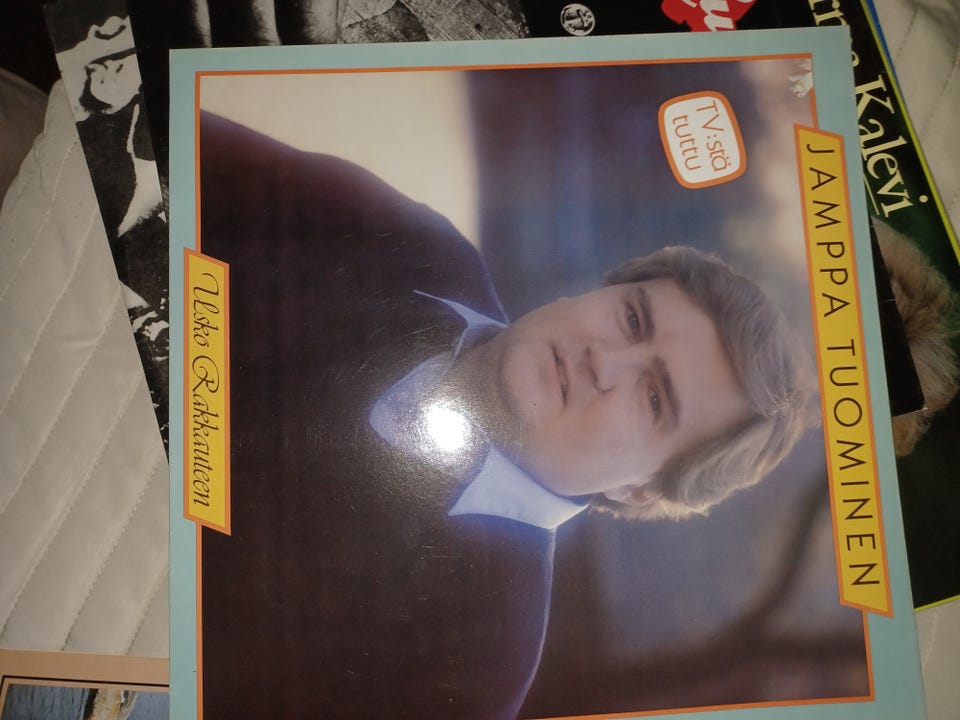 JAMPPA TUOMINEN
TV:stä
tuttu
Usko Rakkauteen
Kalevi